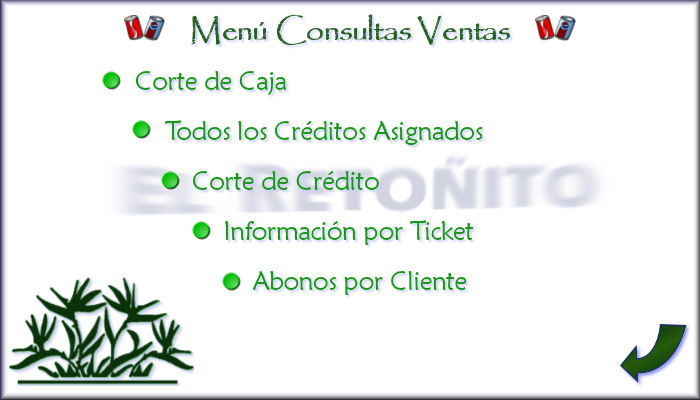 Menú Consultas Ventas
Corte de Caja
Todos los Créditos Asignados
EL RETOÑITO
Corte de Crédito
Información por Ticket
Abonos por Cliente